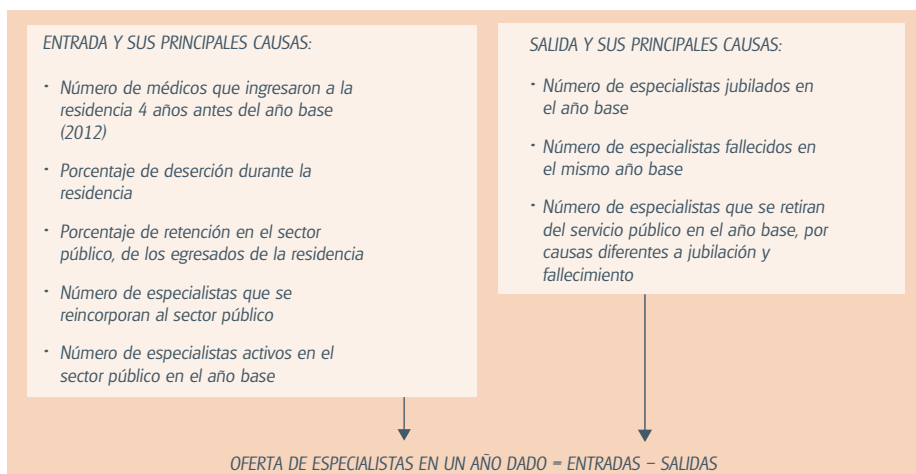 ENTRADA Y SUS PRINCIPALES CAUSAS:
· Número de médicos que ingresaron a la
residencia 4 años antes del año base
(2012)
· Porcentaje de deserción durante la
residencia
· Porcentaje de retención en el sector
público, de los egresados de la residencia
· Número de especialistas que se
reincorporan al sector público
· Número de especialistas activos en el
sector público en el año base
SALIDA Y SUS PRINCIPALES CAUSAS:
· Número de especialistas jubilados en
el año base
· Número de especialistas fallecidos en
el mismo año base
· Número de especialistas que se retiran
del servicio público en el año base, por
causas diferentes a jubilación y
fallecimiento
OFERTA DE ESPECIALISTAS EN UN AÑO DADO = ENTRADAS – SALIDAS